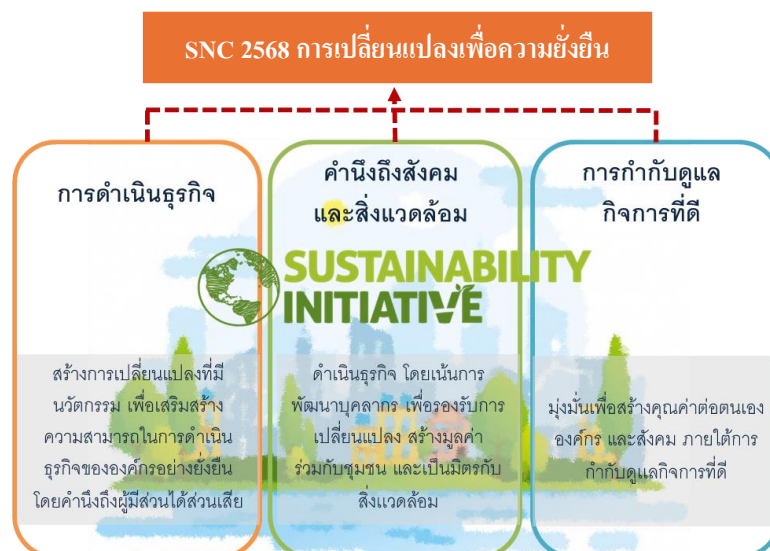 SNC 2568 การเปลี่ยนแปลงเพื่อความยั่งยืน
การดำเนินธุรกิจ
สร้างการเปลี่ยนแปลงที่มี
นวัตกรรม เพื่อเสริมสร้าง
ความสามารถในการดำเนิน
ธุรกิจขององค์กรอย่างยั่งยืน
โดยคำนึงถึงผู้มีส่วนได้ส่วนเสีย
คำนึงถึงสังคม
และสิ่งแวดล้อม
SUSTAINABILITY
INITIATIVE
ดำเนินธุรกิจ โดยเน้นการ
พัฒนาบุคลากร เพื่อรองรับการ
เปลี่ยนแปลง สร้างมูลค่า
ร่วมกับชุมชน และเป็นมิตรกับ
สิ่งแวดล้อม
การกำกับดูแล
กิจการที่ดี
มุ่งมั่นเพื่อสร้างคุณค่าต่อตนเอง
องค์กร และสังคม ภายใต้การ
กำกับดูแลกิจการที่ดี